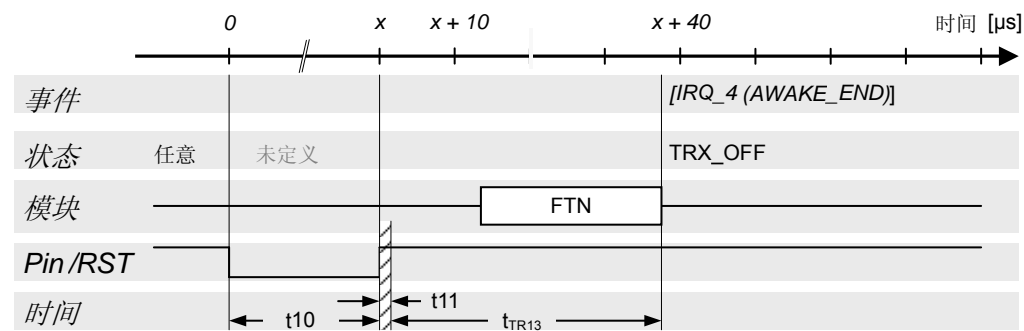 0 x x + 10 x + 40 时间 [µs]
事件 [IRQ_4 (AWAKE_END)]
状态 任意 未定义 TRX_OFF
模块 FTN
Pin /RST
时间 t10 t11 tTR13